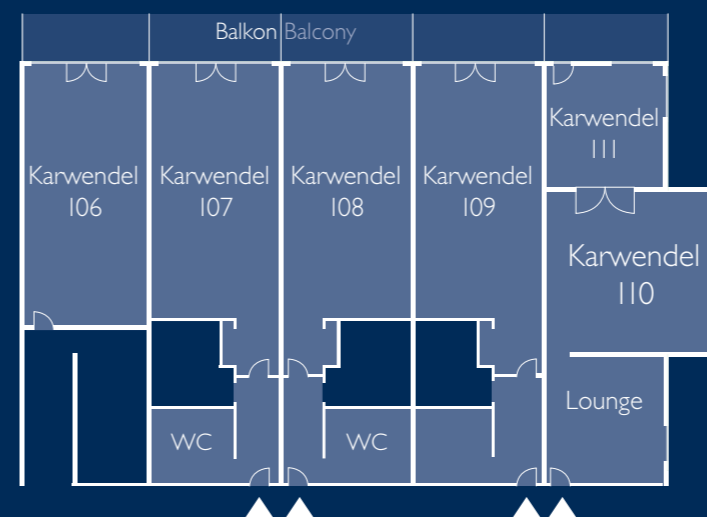 Balkon Balcony
Karwendel
106
Karwendel
107
Karwendel
108
Karwendel
109
Karwendel
111
Karwendel
110
Lounge
WC
WC